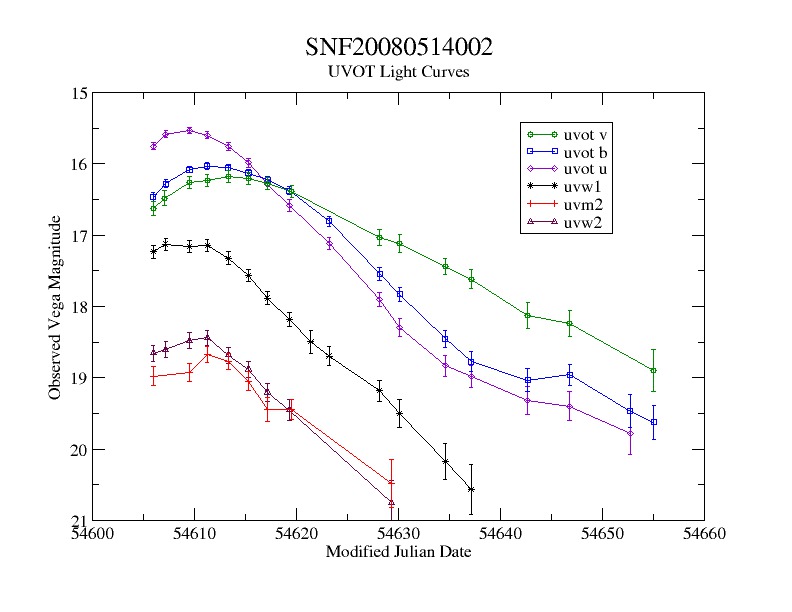 SNF20080514002
UVOT Light Curves
15
16
17
18
19
20
21
Observed Vega Magnitude
uvot v
uvot b
uvot u
uvw1
uvm2
uvw2
54600
54610
54620
54630
54640
54650
54660
Modified Julian Date